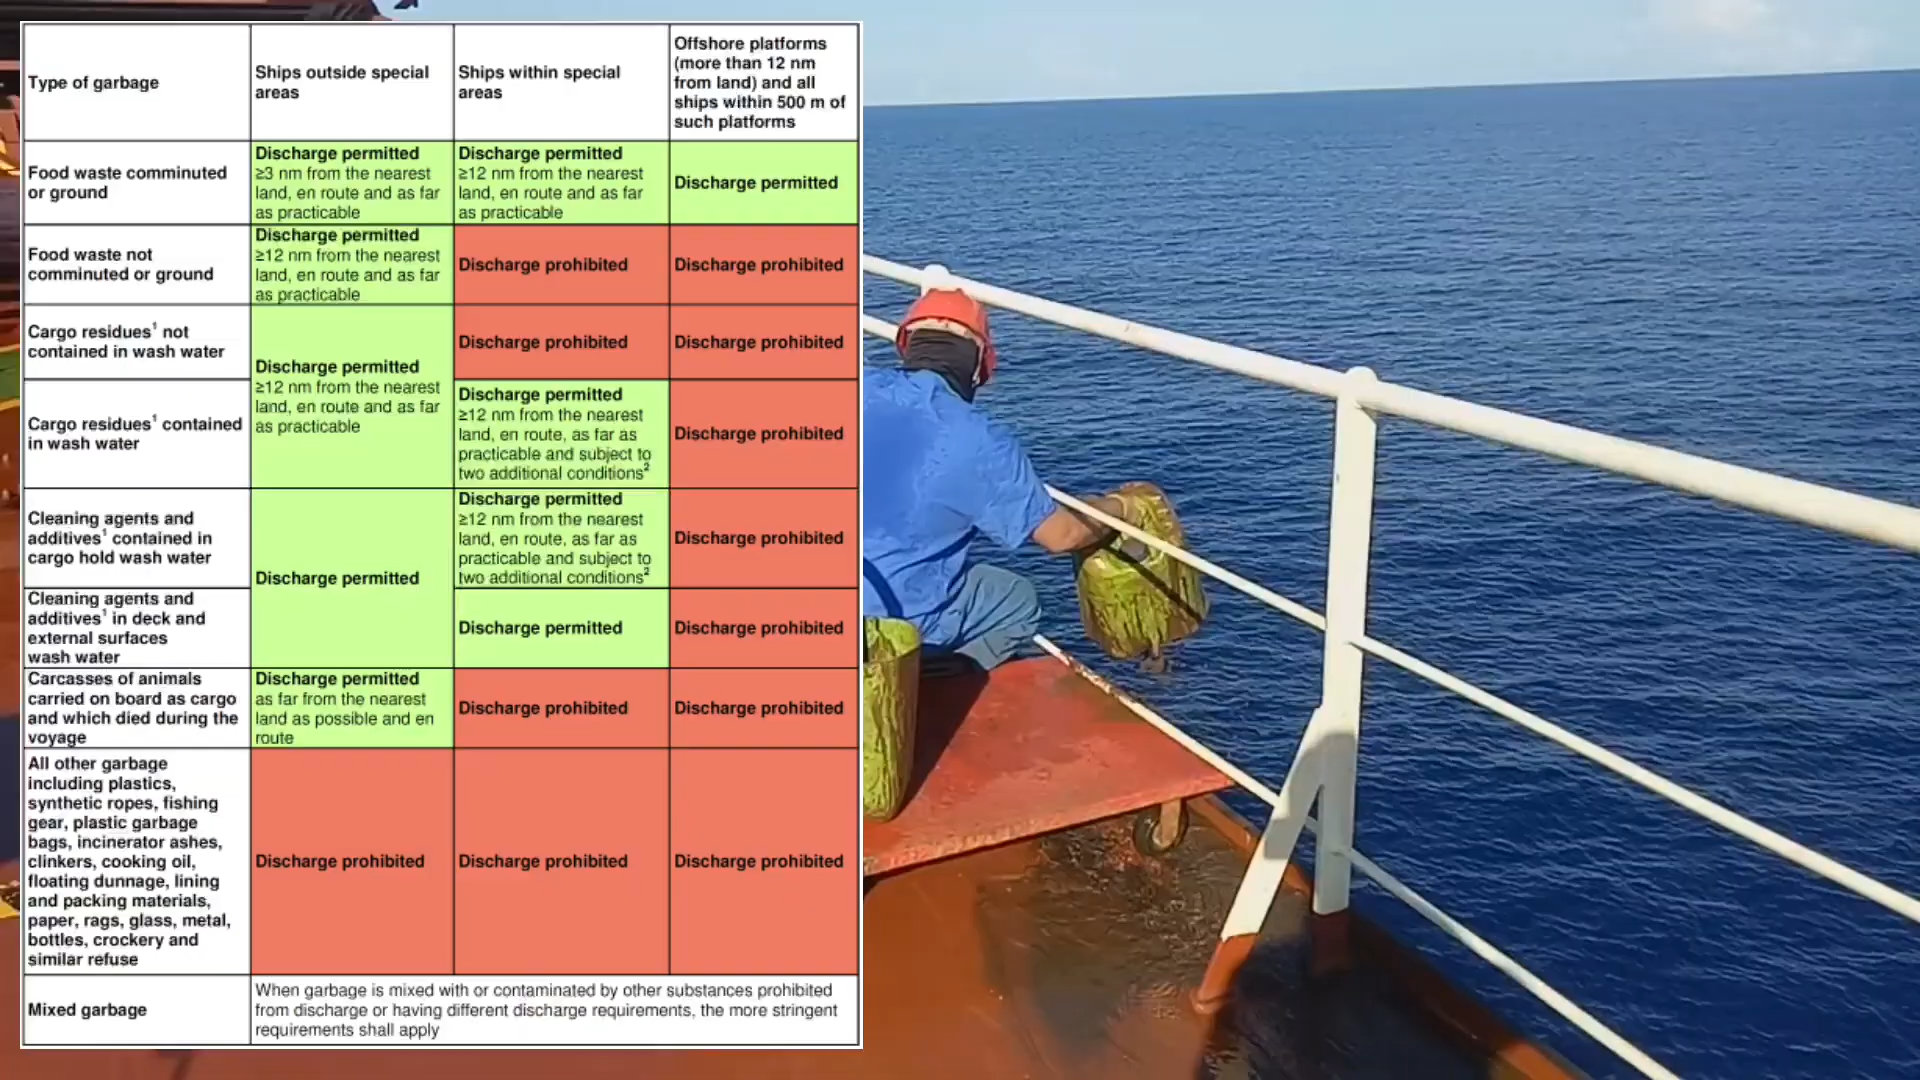 Type of garbage
Ships outside special
areas
Ships within special
areas
Offshore platforms
(more than 12 nm
from land) and all
ships within 500 m of
such platforms
Food waste comminuted
or ground
Discharge permitted
≥3 nm from the nearest
land, en route and as far
as practicable
Discharge permitted
≥12 nm from the nearest
land, en route and as far
as practicable
Discharge permitted
Food waste not
comminuted or ground
Discharge permitted
≥12 nm from the nearest
land, en route and as far
as practicable
Discharge prohibited
Discharge prohibited
Cargo residues¹ not
contained in wash water
Discharge permitted
≥12 nm from the nearest
land, en route and as far
as practicable
Discharge prohibited
Discharge prohibited
Cargo residues¹ contained
in wash water
Discharge permitted
≥12 nm from the nearest
land, en route, as far as
practicable and subject to
two additional conditions²
Discharge prohibited
Cleaning agents and
additives¹ contained in
cargo hold wash water
Discharge permitted
Discharge permitted
≥12 nm from the nearest
land, en route, as far as
practicable and subject to
two additional conditions²
Discharge prohibited
Cleaning agents and
additives¹ in deck and
external surfaces
wash water
Discharge permitted
Discharge prohibited
Carcasses of animals
carried on board as cargo
and which died during the
voyage
Discharge permitted
as far from the nearest
land as possible and en
route
Discharge prohibited
Discharge prohibited
All other garbage
including plastics,
synthetic ropes, fishing
gear, plastic garbage
bags, incinerator ashes,
clinkers, cooking oil,
floating dunnage, lining
and packing materials,
paper, rags, glass, metal,
bottles, crockery and
similar refuse
Discharge prohibited
Discharge prohibited
Discharge prohibited
Mixed garbage
When garbage is mixed with or contaminated by other substances prohibited
from discharge or having different discharge requirements, the more stringent
requirements shall apply